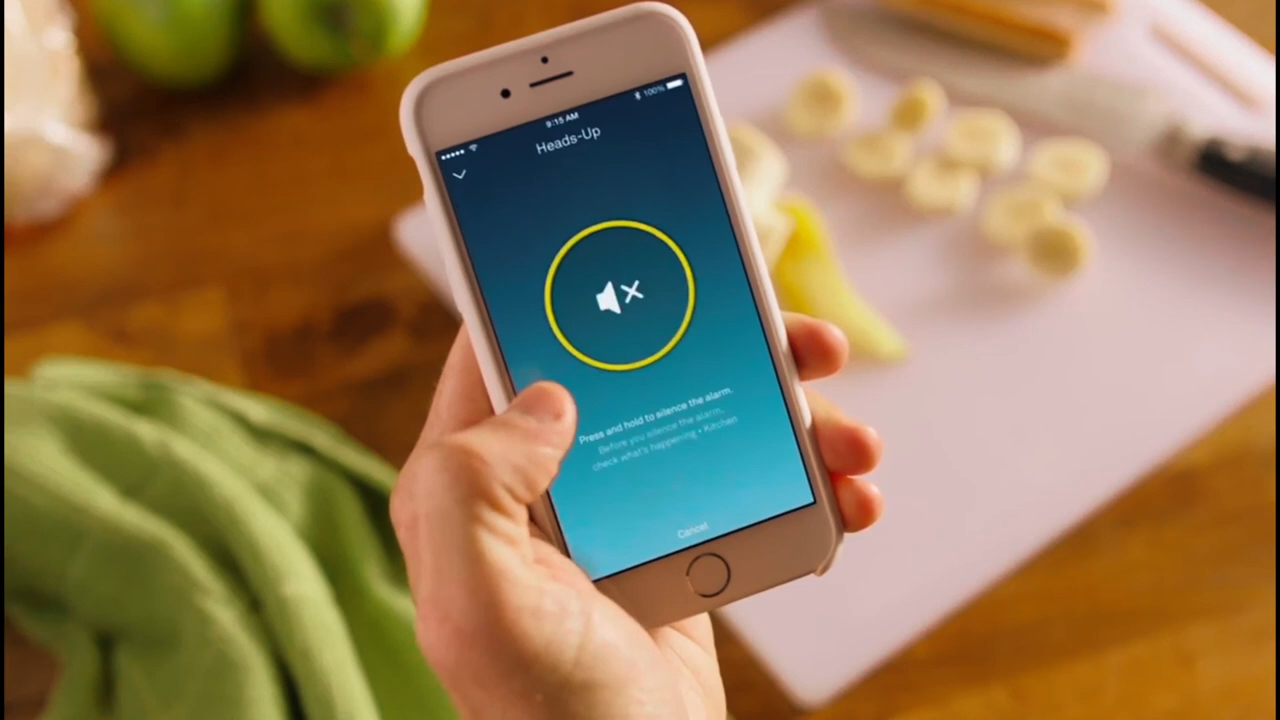 100%
9:15 AM
Heads-Up
Press and hold to silence the alarm.
Before you silence the alarm,
check what's happening • Kitchen
Cancel